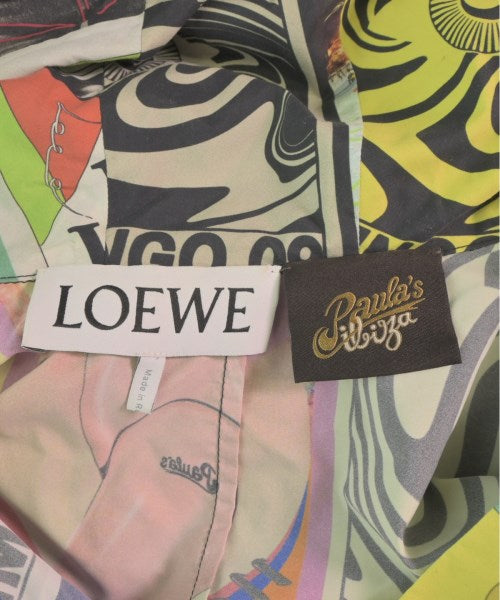 VGO 09
LOEWE
Paula's
ibiza
Made in R
Paula's